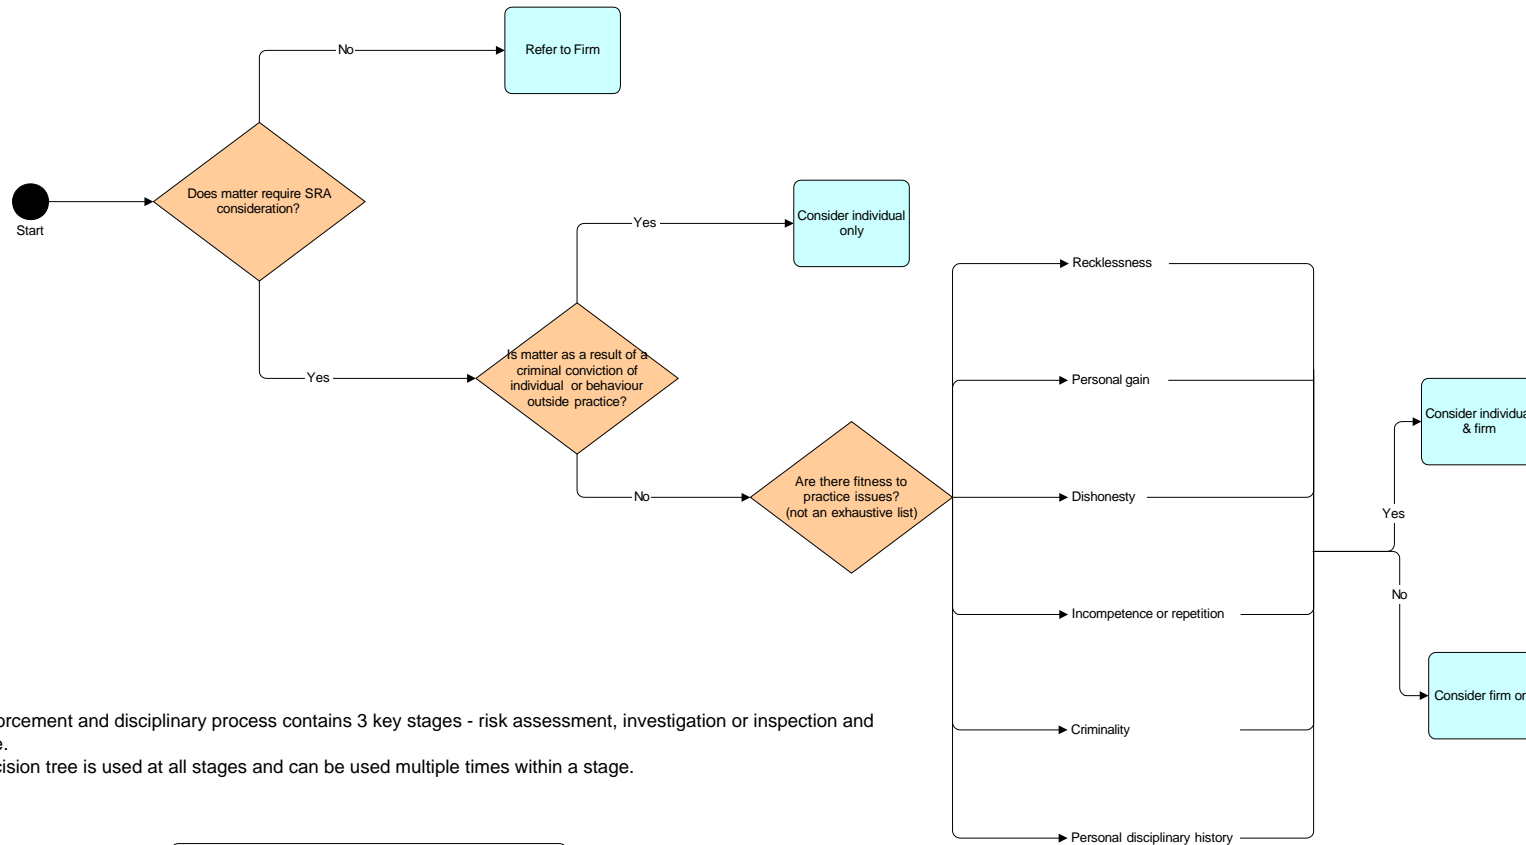 No
Refer to Firm
Does matter require SRA
consideration?
Start
Yes
Consider individual
only
Yes
Is matter as a result of a
criminal conviction of
individual or behaviour
outside practice?
No
Are there fitness to
practice issues?
(not an exhaustive list)
Recklessness
Personal gain
Dishonesty
Incompetence or repetition
Criminality
Personal disciplinary history
Consider
& firm
Yes
No
Consider firm
and disciplinary process contains 3 key stages - risk assessment, investigation or inspection and
tree is used at all stages and can be used multiple times within a stage.